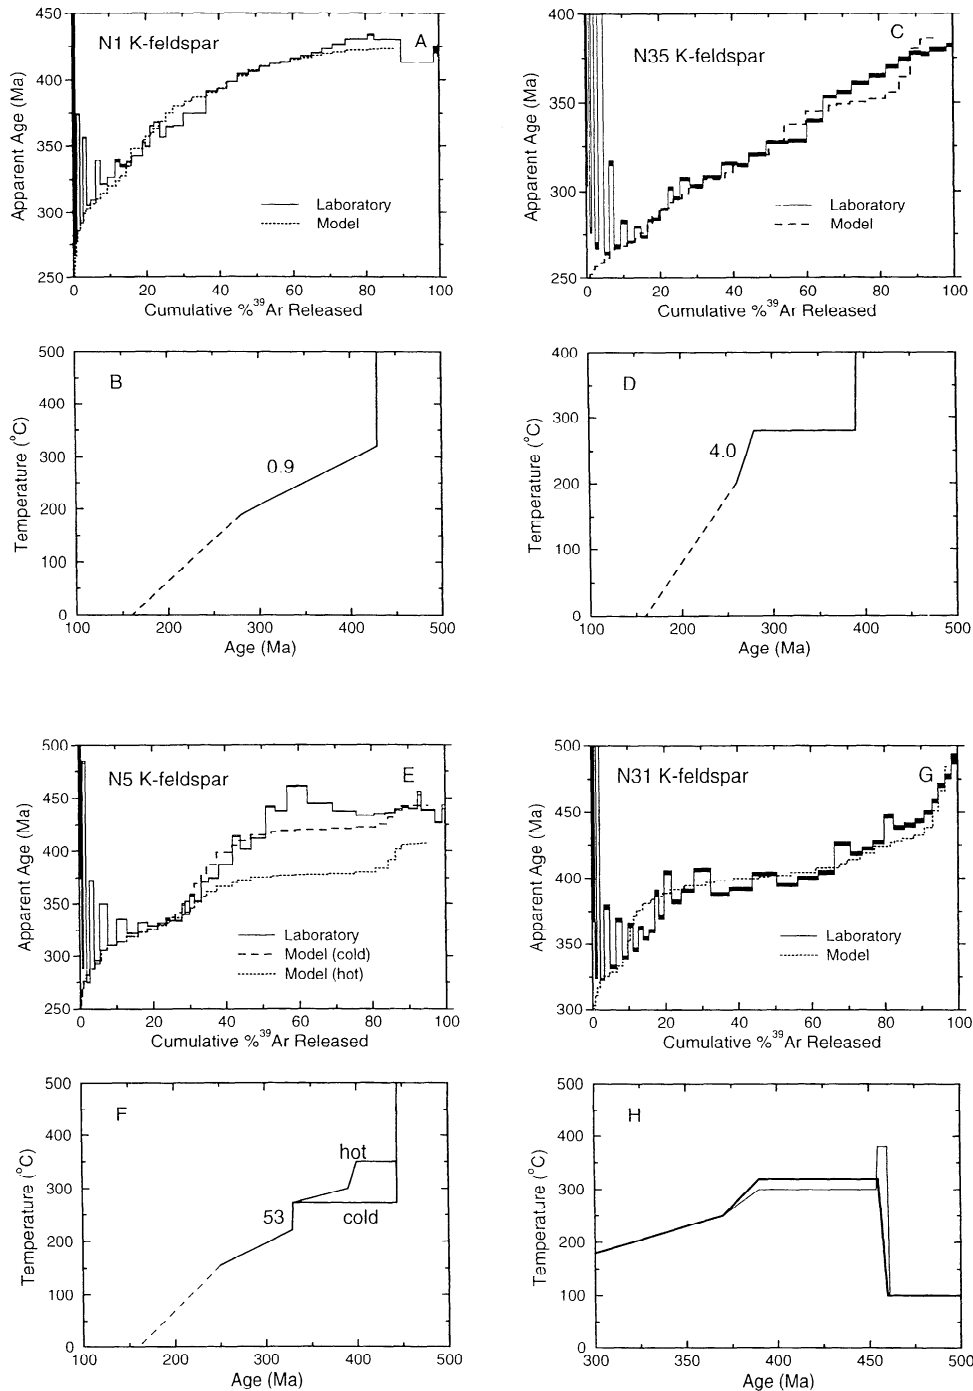 N1 K-feldspar
A
Apparent Age (Ma)
450
400
350
300
250
Laboratory
Model
0 20 40 60 80 100
Cumulative %³⁹Ar Released
N35 K-feldspar
C
Apparent Age (Ma)
400
350
300
250
Laboratory
Model
0 20 40 60 80 100
Cumulative %³⁹Ar Released
B
Temperature (°C)
500
400
300
200
100
0
0.9
100 200 300 400 500
Age (Ma)
D
Temperature (°C)
400
300
200
100
0
4.0
100 200 300 400 500
Age (Ma)
N5 K-feldspar
E
Apparent Age (Ma)
500
450
400
350
300
250
Laboratory
Model (cold)
Model (hot)
0 20 40 60 80 100
Cumulative %³⁹Ar Released
N31 K-feldspar
G
Apparent Age (Ma)
500
450
400
350
300
Laboratory
Model
0 20 40 60 80 100
Cumulative %³⁹Ar Released
F
Temperature (°C)
500
400
300
200
100
0
hot
53
cold
100 200 300 400 500
Age (Ma)
H
Temperature (°C)
500
400
300
200
100
0
300 350 400 450 500
Age (Ma)